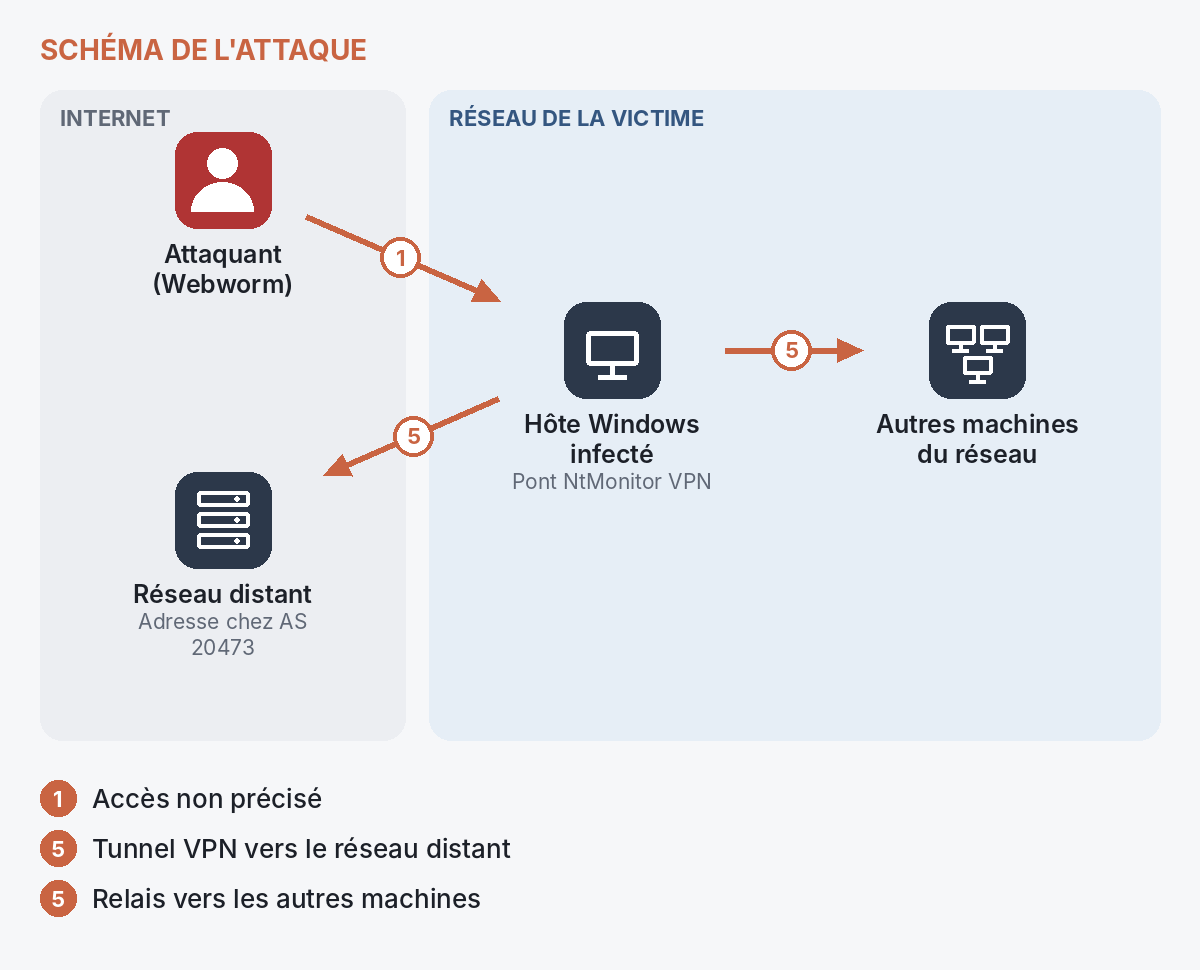 SCHÉMA DE L'ATTAQUE
INTERNET
RÉSEAU DE LA VICTIME
Attaquant
(Webworm)
1
5
Hôte Windows
infecté
Pont NtMonitor VPN
Autres machines
du réseau
5
Réseau distant
Adresse chez AS
20473
1 Accès non précisé
5 Tunnel VPN vers le réseau distant
5 Relais vers les autres machines